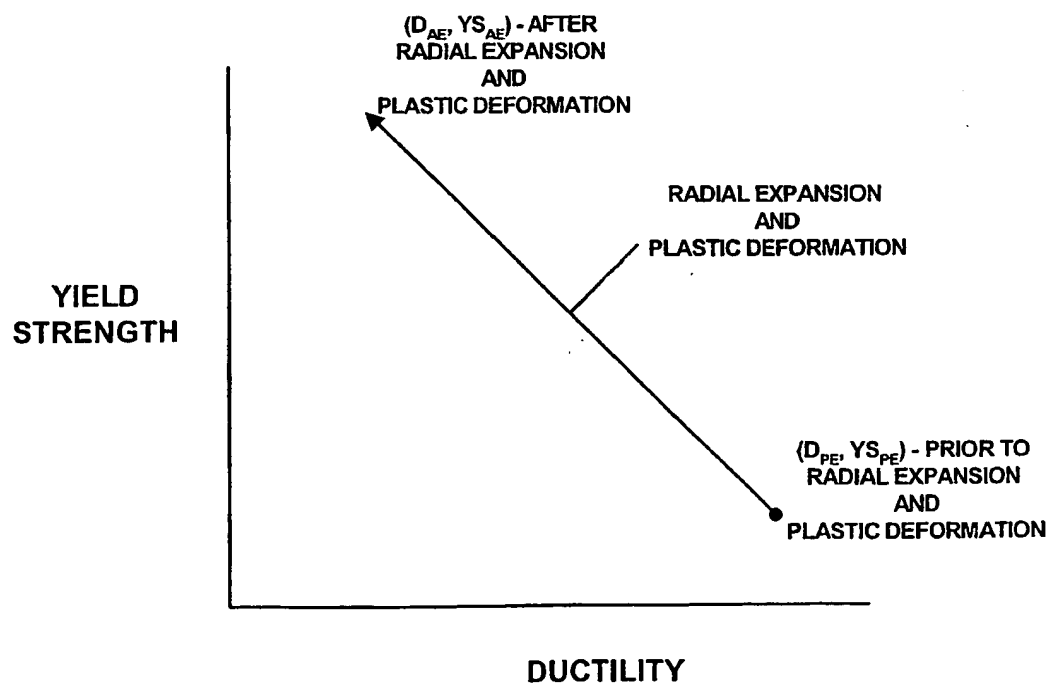 (D_AE, YS_AE) - AFTER
RADIAL EXPANSION
AND
PLASTIC DEFORMATION
RADIAL EXPANSION
AND
PLASTIC DEFORMATION
YIELD
STRENGTH
(D_PE, YS_PE) - PRIOR TO
RADIAL EXPANSION
AND
PLASTIC DEFORMATION
DUCTILITY